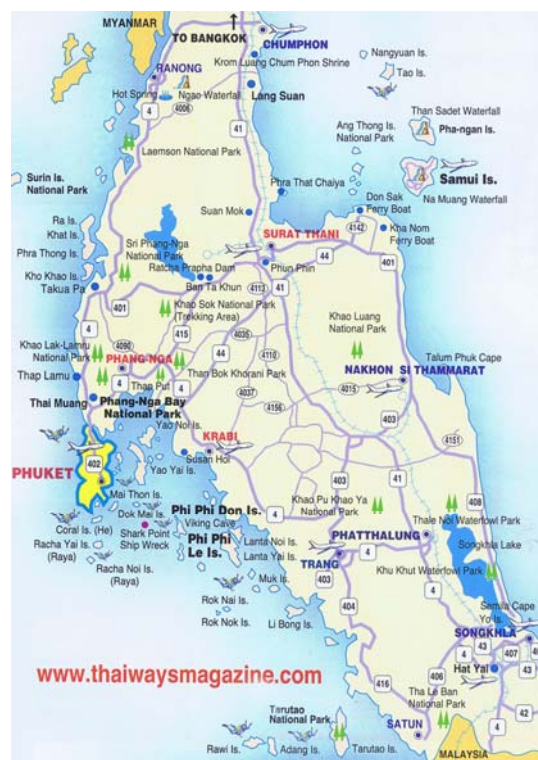 MYANMAR
TO BANGKOK
CHUMPHON
Nangyuan Is.
Krom Luang Chum Phon Shrine
Tao Is.
RANONG
Hot Spring
Ngao Waterfall
Lang Suan
4
4006
41
Than Sadet Waterfall
Ang Thong Is.
National Park
Pha-ngan Is.
Laemson National Park
Surin Is.
National Park
Phra That Chaiya
Samui Is.
Na Muang Waterfall
Don Sak
Ferry Boat
Suan Mok
Ra Is.
Khat Is.
Phra Thong Is.
Kho Khao Is.
Takua Pa
SURAT THANI
4142
Kha Nom
Ferry Boat
Sri Phang-Nga
National Park
44
401
Phun Phin
Ratcha Prapha Dam
Ban Ta Khun
4113
41
401
Khao Sok National Park
(Trekking Area)
Khao Luang
National Park
4
415
4035
Khao Lak-Lamru
National Park
4090
44
4110
Talum Phuk Cape
PHANG-NGA
Than Bok Khorani Park
NAKHON SI THAMMARAT
Thap Lamu
4
Thap Put
4
4037
4015
Thai Muang
Phang-Nga Bay
National Park
4156
403
Yao Noi Is.
KRABI
4151
PHUKET
402
Susan Hoi
Yao Yai Is.
403
41
Mai Thon Is.
Khao Pu Khao Ya
National Park
408
Dok Mai Is.
Phi Phi Don Is.
4
Coral Is. (He)
Shark Point
Ship Wreck
Viking Cave
Thale Noi Waterfowl Park
Racha Yai Is.
(Raya)
Phi Phi
Le Is.
Lanta Noi Is.
PHATTHALUNG
Songkhla Lake
Lanta Yai Is.
4
Racha Noi Is.
(Raya)
TRANG
Khu Khut Waterfowl Park
Muk Is.
403
4
Rok Nai Is.
404
Samila Cape
Rok Nok Is.
Li Bong Is.
Yo Is.
SONGKHLA
43
4
407
43
Hat Yai
www.thaiwaysmagazine.com
406
4
416
Tha Le Ban
National Park
42
Tarutao
National Park
SATUN
4
Rawi Is.
Adang Is.
Tarutao Is.
MALAYSIA